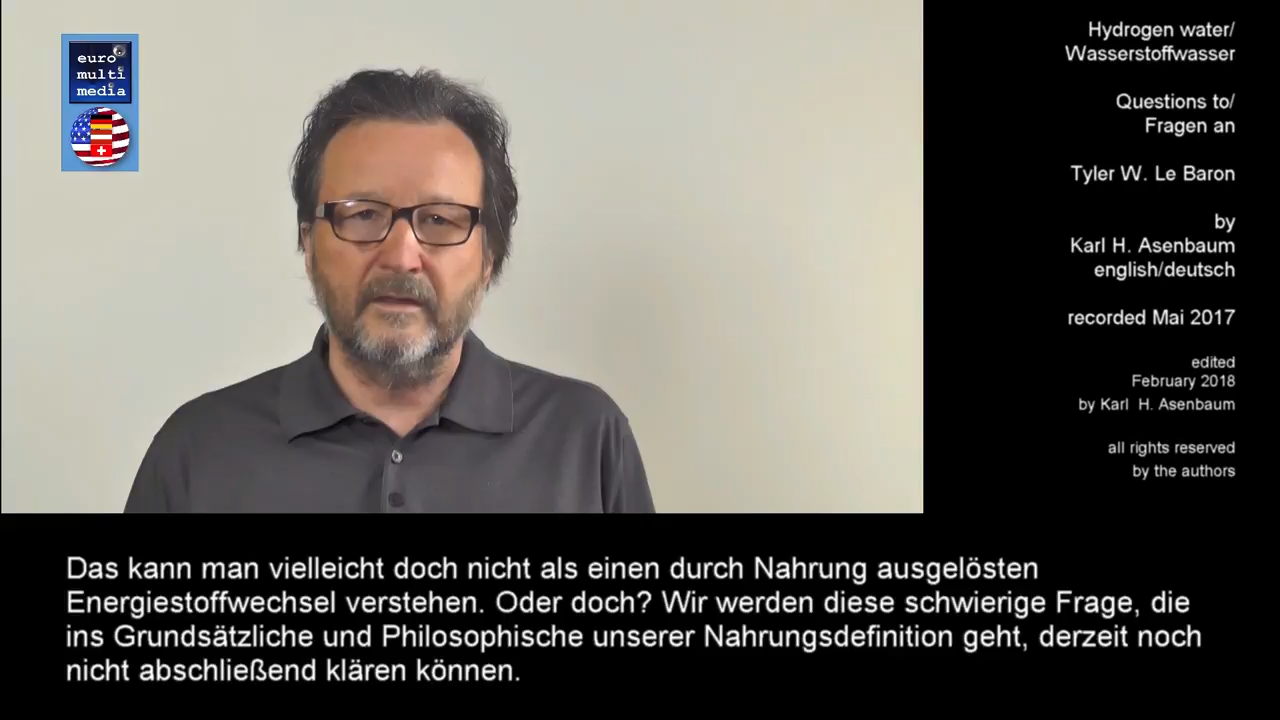 euro
multi
media
Hydrogen water/
Wasserstoffwasser
Questions to/
Fragen an
Tyler W. Le Baron
by
Karl H. Asenbaum
english/deutsch
recorded Mai 2017
edited
February 2018
by Karl H. Asenbaum
all rights reserved
by the authors
Das kann man vielleicht doch nicht als einen durch Nahrung ausgelösten
Energiestoffwechsel verstehen. Oder doch? Wir werden diese schwierige Frage, die
ins Grundsätzliche und Philosophische unserer Nahrungsdefinition geht, derzeit noch
nicht abschließend klären können.